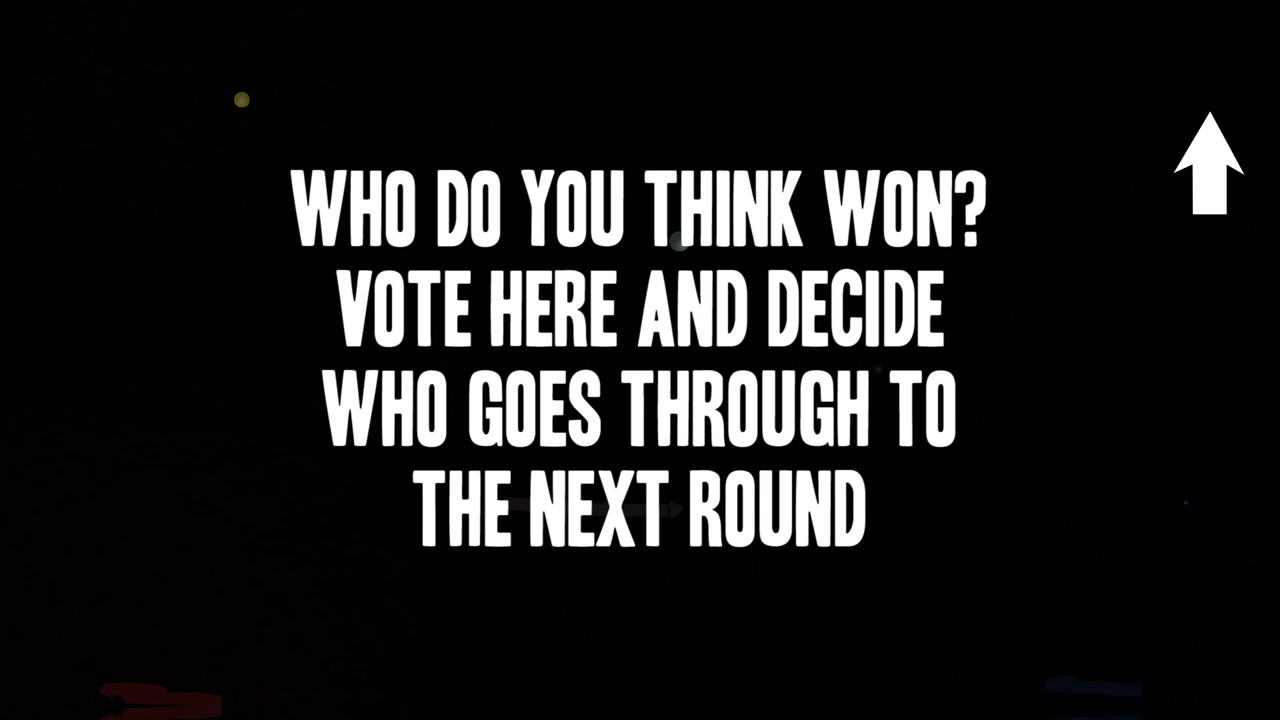 WHO DO YOU THINK WON?
VOTE HERE AND DECIDE
WHO GOES THROUGH TO
THE NEXT ROUND